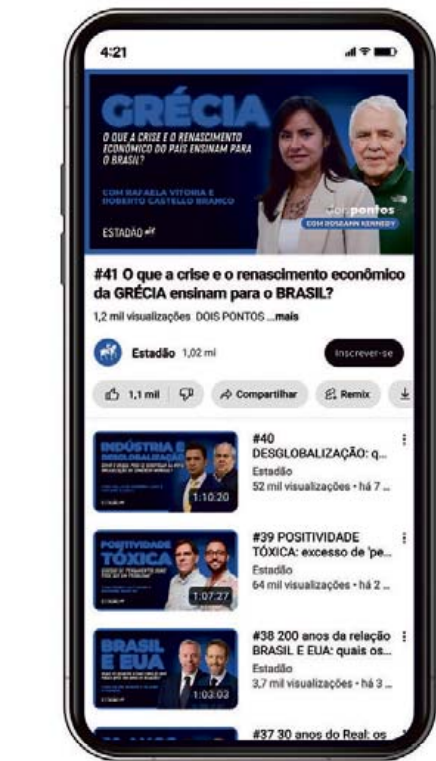 4:21
GRÉCIA
O QUE A CRISE E O RENASCIMENTO
ECONÔMICO DO PAÍS ENSINAM PARA
O BRASIL?
COM RAFAELA VITORIA E
ROBERTO CASTELLO BRANCO
ESTADÃO
dois pontos
COM ROSEANN KENNEDY
#41 O que a crise e o renascimento econômico
da GRÉCIA ensinam para o BRASIL?
1,2 mil visualizações DOIS PONTOS ...mais
Estadão 1,02 mi
Inscrever-se
1,1 mil
Compartilhar
Remix
INDÚSTRIA E
DESGLOBALIZAÇÃO
1:10:20
#40
DESGLOBALIZAÇÃO: q...
Estadão
52 mil visualizações • há 7 ...
POSITIVIDADE
TÓXICA
1:07:27
#39 POSITIVIDADE
TÓXICA: excesso de 'pe...
Estadão
64 mil visualizações • há 2 ...
BRASIL
E EUA
1:03:03
#38 200 anos da relação
BRASIL E EUA: quais os...
Estadão
3,7 mil visualizações • há 3 ...
#37 30 anos do Real: os